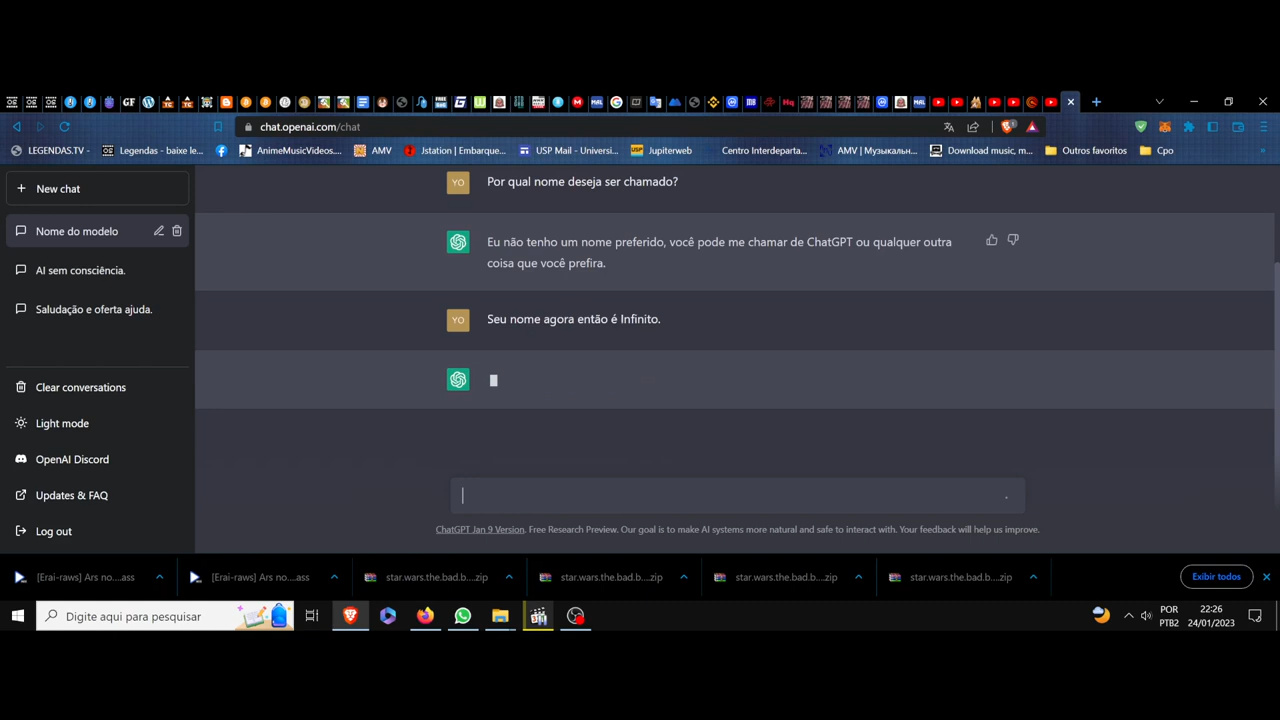 chat.openai.com/chat
1
LEGENDAS.TV -
Legendas - baixe le...
AnimeMusicVideos....
AMV
Jstation | Embarque...
USP Mail - Universi...
Jupiterweb
Centro Interdeparta...
AMV | Музыкальн...
Download music, m...
Outros favoritos
Cpo
New chat
Nome do modelo
AI sem consciência.
Saludação e oferta ajuda.
Clear conversations
Light mode
OpenAI Discord
Updates & FAQ
Log out
YO
Por qual nome deseja ser chamado?
Eu não tenho um nome preferido, você pode me chamar de ChatGPT ou qualquer outra
coisa que você prefira.
YO
Seu nome agora então é Infinito.
ChatGPT Jan 9 Version. Free Research Preview. Our goal is to make AI systems more natural and safe to interact with. Your feedback will help us improve.
[Erai-raws] Ars no....ass
[Erai-raws] Ars no....ass
star.wars.the.bad.b....zip
star.wars.the.bad.b....zip
star.wars.the.bad.b....zip
star.wars.the.bad.b....zip
Exibir todos
Digite aqui para pesquisar
POR
PTB2
22:26
24/01/2023